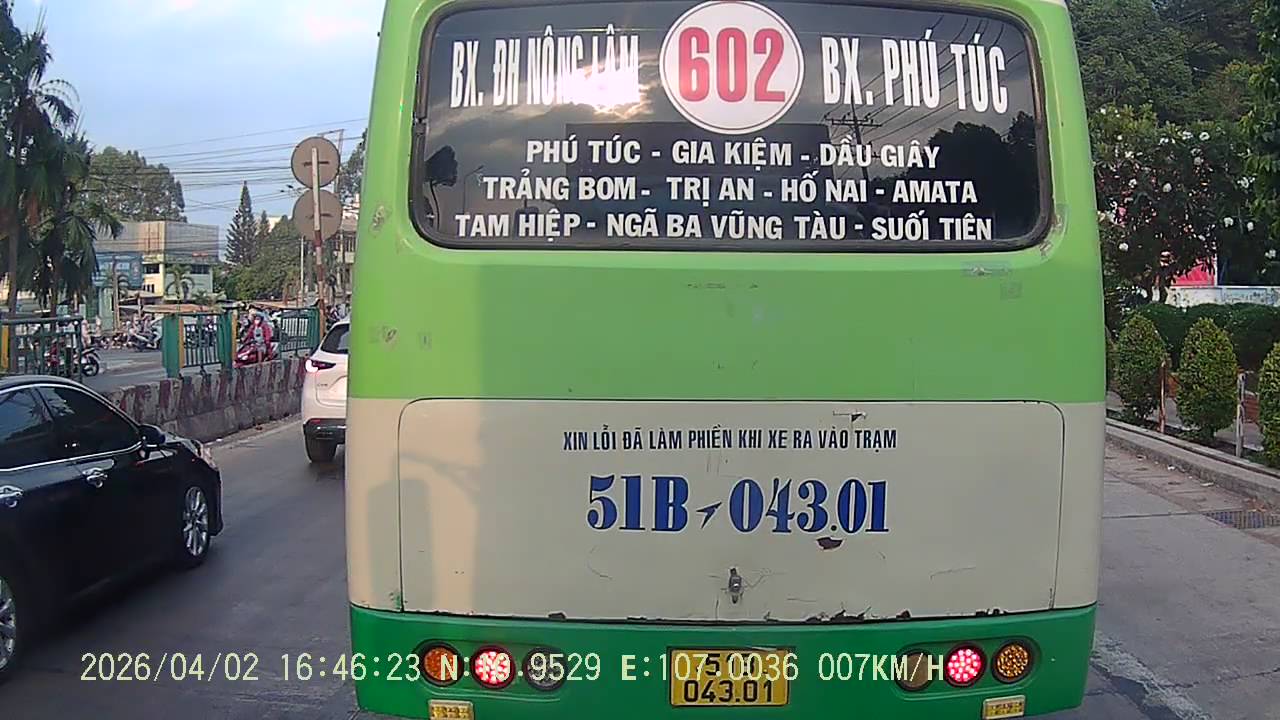 BX. ĐH NÔNG LÂM 602 BX. PHÚ TÚC
PHÚ TÚC - GIA KIỆM - DẦU GIÂY
TRẢNG BOM - TRỊ AN - HỐ NAI - AMATA
TAM HIỆP - NGÃ BA VŨNG TÀU - SUỐI TIÊN
XIN LỖI ĐÃ LÀM PHIỀN KHI XE RA VÀO TRẠM
51B-043.01
043.01
2026/04/02 16:46:23 E:107.0036 007KM/H